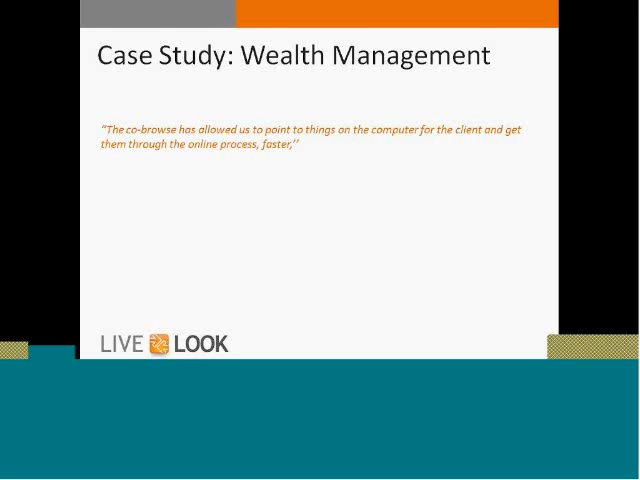 Case Study: Wealth Management
"The co-browse has allowed us to point to things on the computer for the client and get
them through the online process, faster,’’
LIVE LOOK